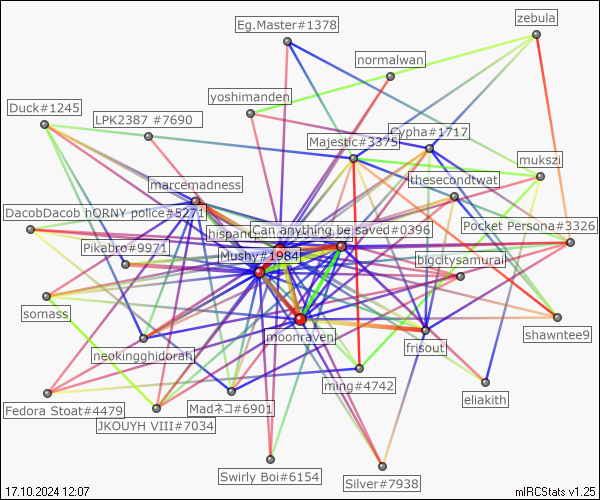 zebula
Eg.Master#1378
normalwan
yoshimanden
Duck#1245
LPK2387 #7690
Cypha#1717
Majestic#3375
mukszi
thesecondtwat
marcemadness
DacobDacob hORNY police#5271
Pocket Persona#3326
Can anything be saved#0396
Pikabro#9971
Mushy#1984
bigcitysamurai
somass
moonraven
shawntee9
frisout
neokingghidorah
ming#4742
eliakith
Fedora Stoat#4479
Madネコ#6901
JKOUYH VIII#7034
Swirly Boi#6154
Silver#7938
17.10.2024 12:07
mIRCStats v1.25